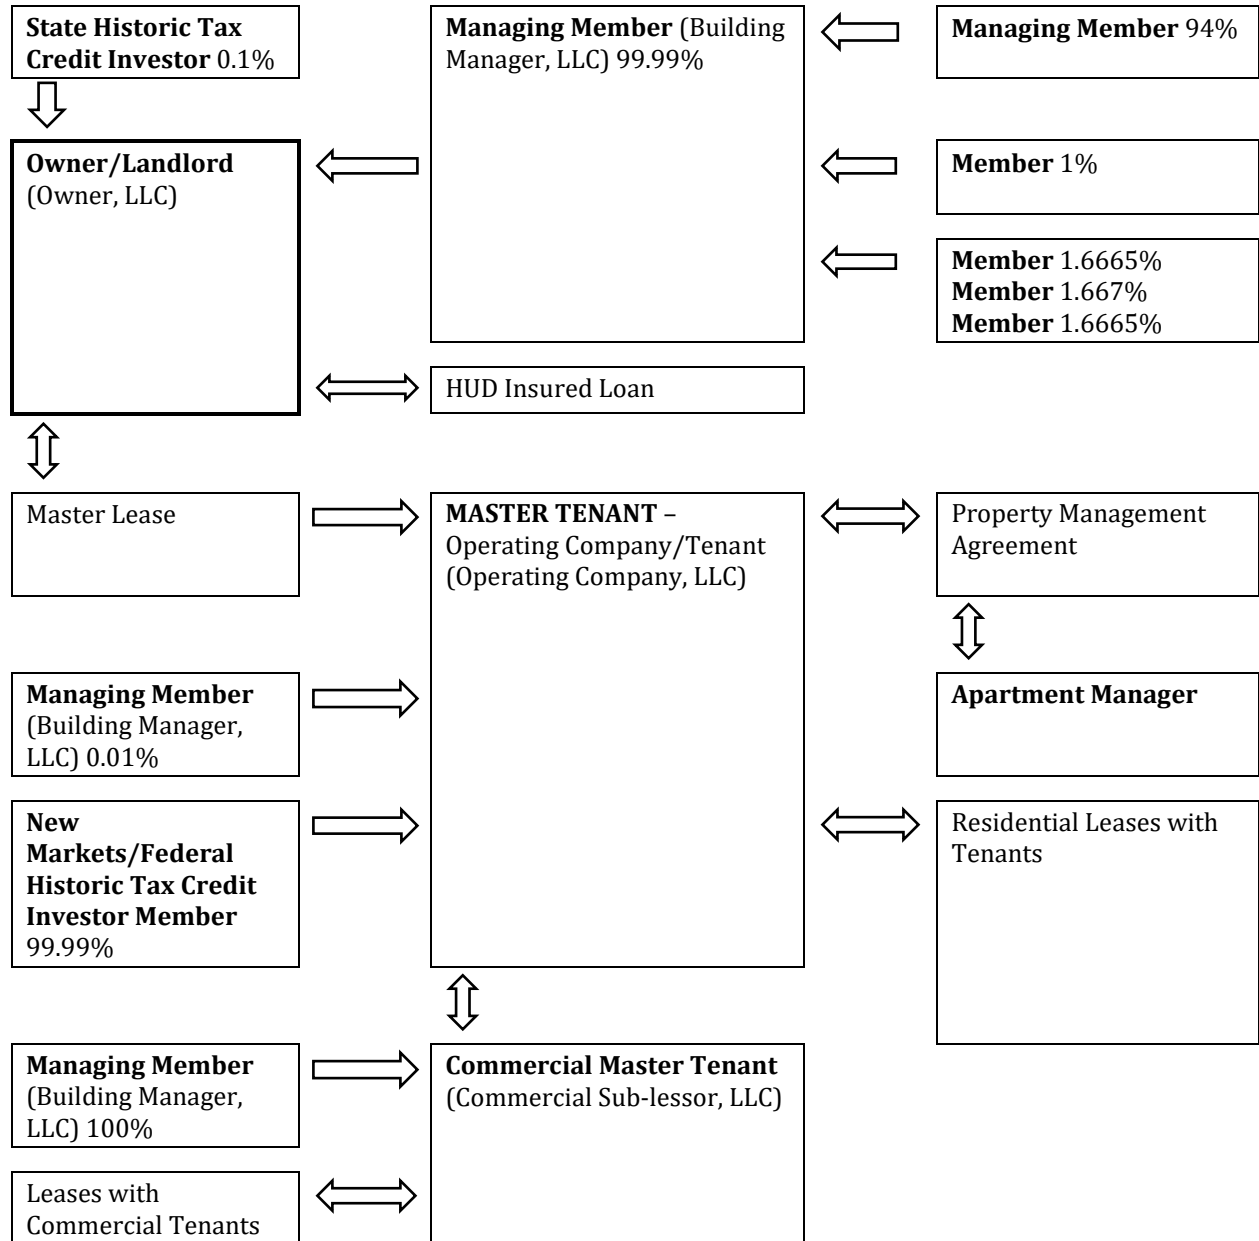 State Historic Tax
Credit Investor 0.1%
Managing Member (Building
Manager, LLC) 99.99%
Managing Member 94%
Owner/Landlord
(Owner, LLC)
Member 1%
Member 1.6665%
Member 1.667%
Member 1.6665%
HUD Insured Loan
Master Lease
MASTER TENANT –
Operating Company/Tenant
(Operating Company, LLC)
Property Management
Agreement
Managing Member
(Building Manager,
LLC) 0.01%
Apartment Manager
New
Markets/Federal
Historic Tax Credit
Investor Member
99.99%
Residential Leases with
Tenants
Managing Member
(Building Manager,
LLC) 100%
Commercial Master Tenant
(Commercial Sub-lessor, LLC)
Leases with
Commercial Tenants